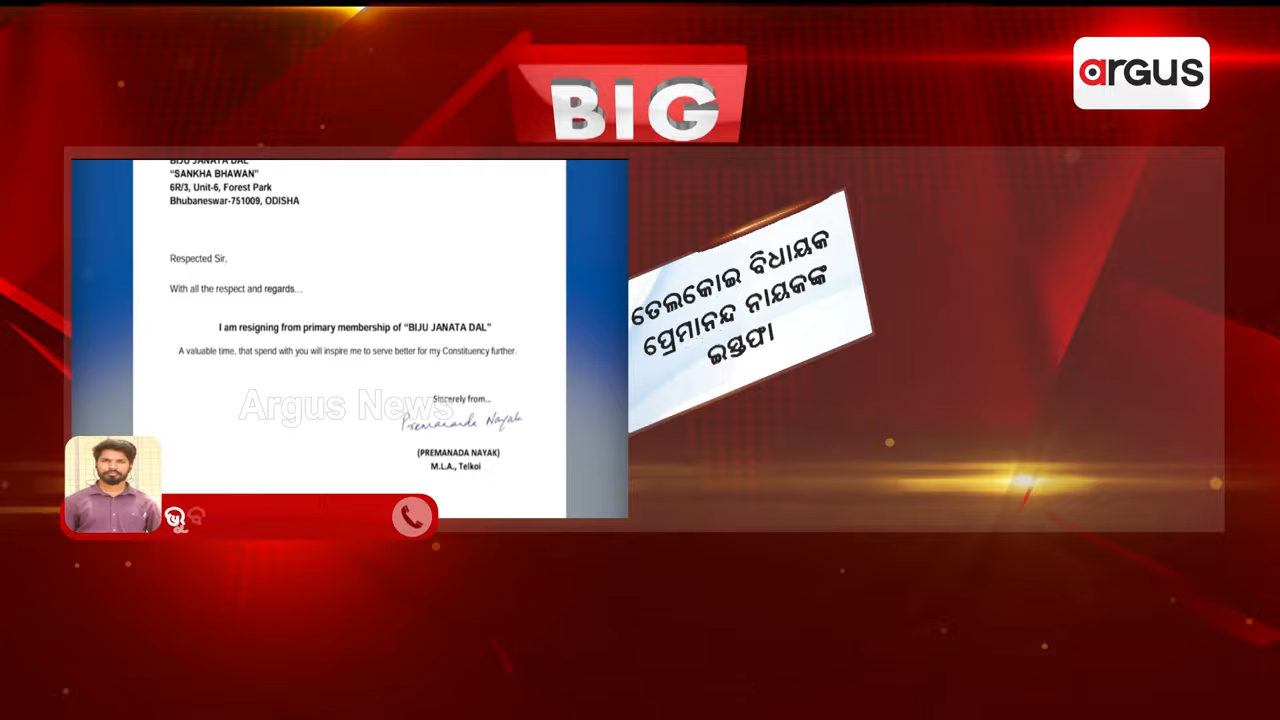 BIG
argus
BIJU JANATA DAL
“SANKHA BHAWAN”
6R/3, Unit-6, Forest Park
Bhubaneswar-751009, ODISHA
Respected Sir,
With all the respect and regards…
I am resigning from primary membership of “BIJU JANATA DAL”
A valuable time, that spend with you will inspire me to serve better for my Constituency further.
Sincerely from...
Argus News
Premananda Nayak
(PREMANADA NAYAK)
M.L.A., Telkoi
ତେଲକୋଇ ବିଧାୟକ
ପ୍ରେମାନନ୍ଦ ନାୟକଙ୍କ
ଇସ୍ତଫା
ଭୁବ